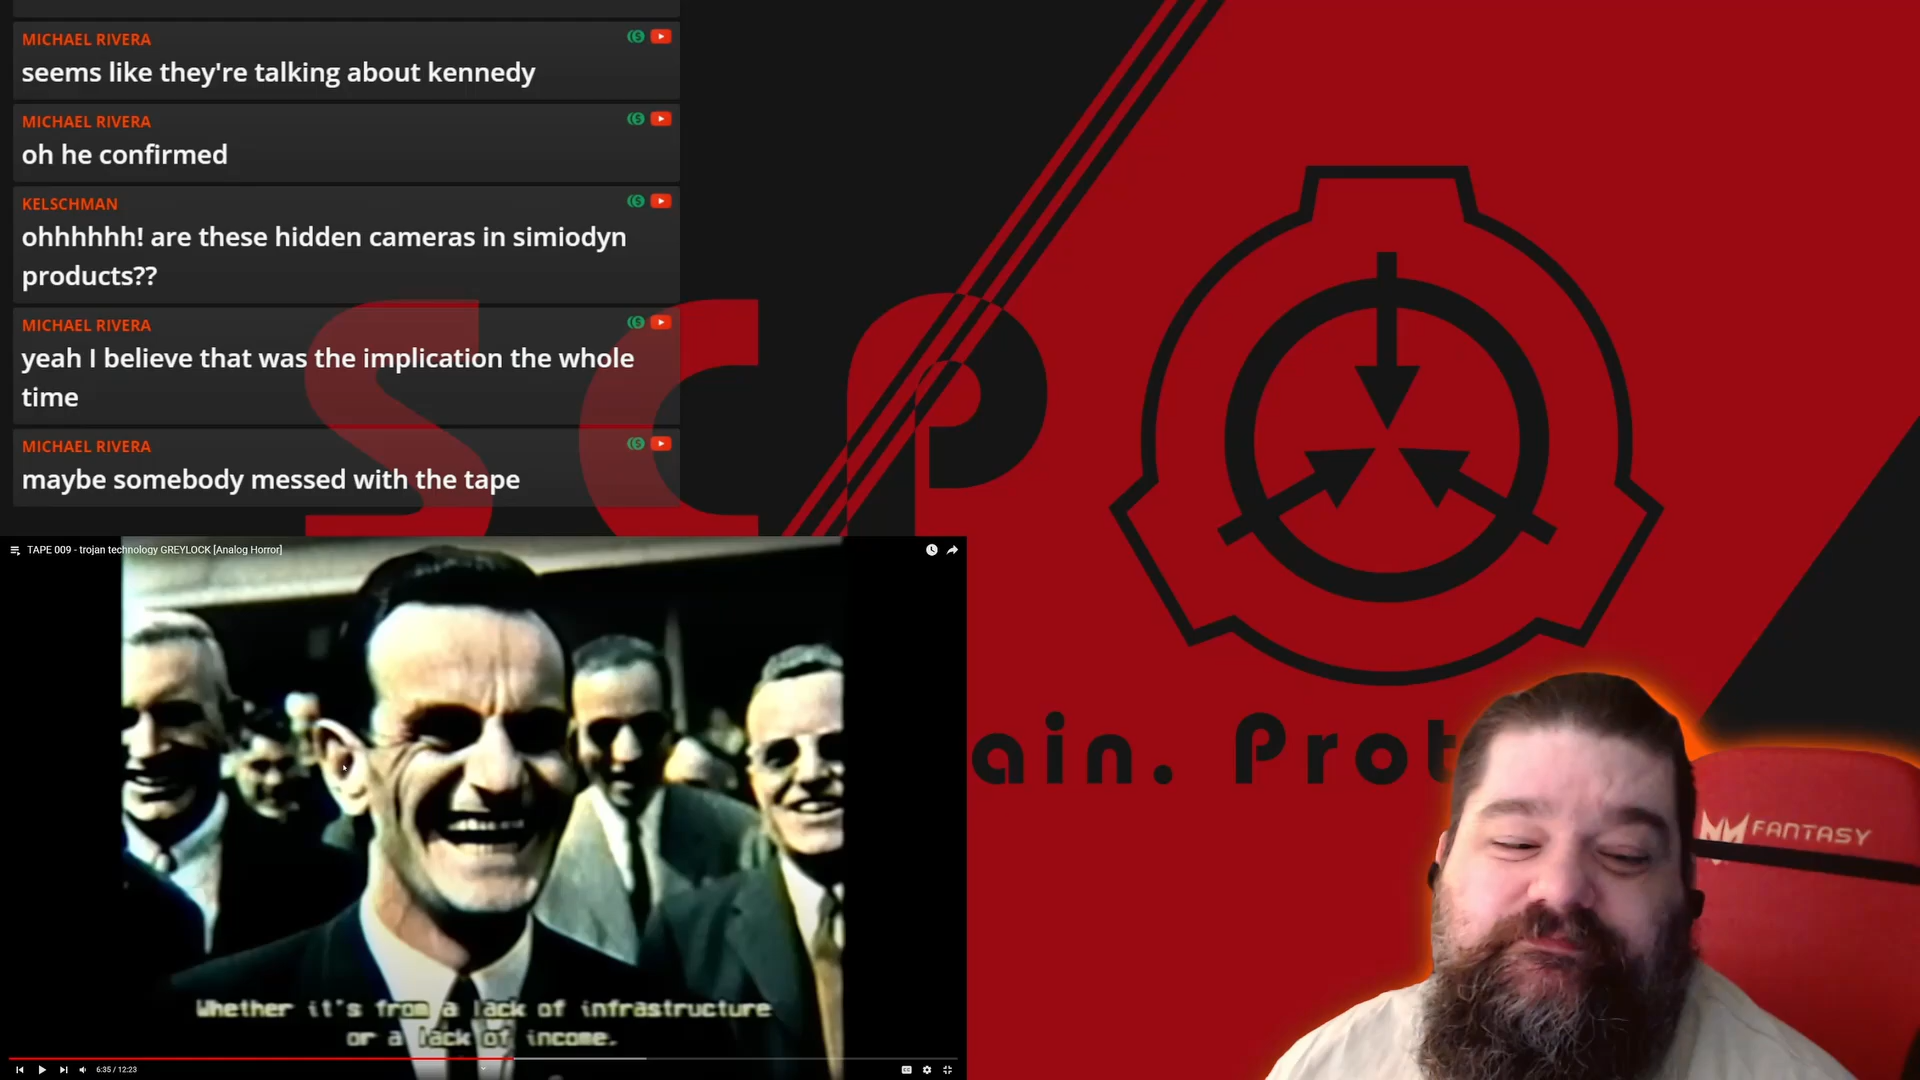 MICHAEL RIVERA
seems like they're talking about kennedy
MICHAEL RIVERA
oh he confirmed
KELSCHMAN
ohhhhhh! are these hidden cameras in simiodyn
products??
MICHAEL RIVERA
yeah I believe that was the implication the whole
time
MICHAEL RIVERA
maybe somebody messed with the tape
SCP
ain. Prot
FANTASY
TAPE 009 - trojan technology GREYLOCK [Analog Horror]
Whether it's from a lack of infrastructure
or a lack of income.
6:35 / 12:23